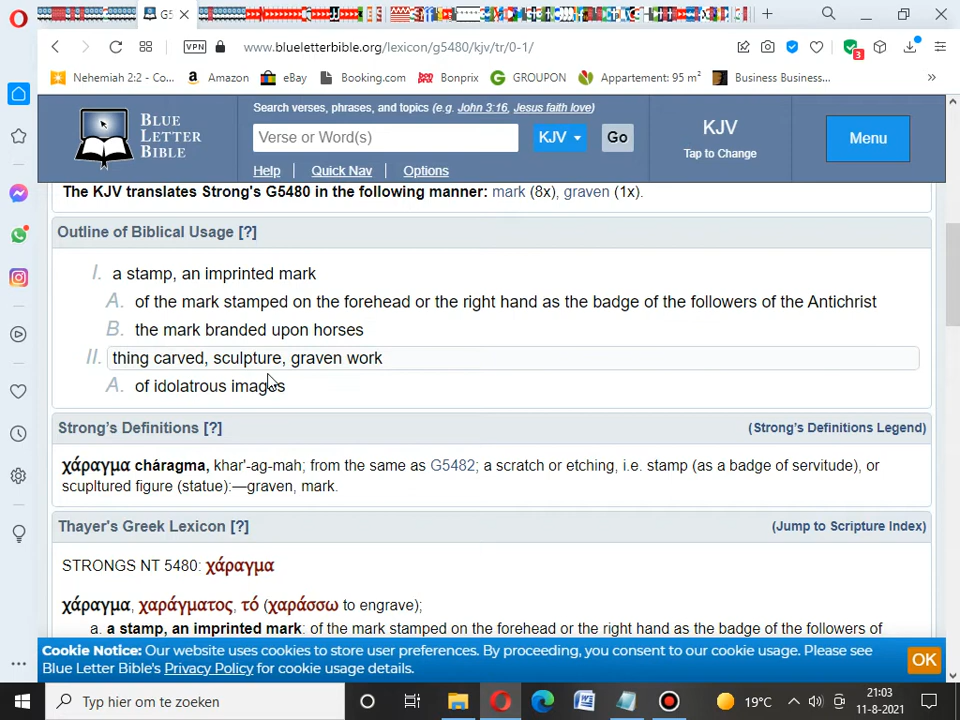 G5
VPN
www.blueletterbible.org/lexicon/g5480/kjv/tr/0-1/
3
Nehemiah 2:2 - Co...
Amazon
eBay
Booking.com
Bonprix
GROUPON
Appartement: 95 m²
Business Business...
»
BLUE
LETTER
BIBLE
Search verses, phrases, and topics (e.g. John 3:16, Jesus faith love)
Verse or Word(s)
KJV
Go
Help
Quick Nav
Options
KJV
Tap to Change
Menu
The KJV translates Strong's G5480 in the following manner: mark (8x), graven (1x).
Outline of Biblical Usage [?]
I. a stamp, an imprinted mark
A. of the mark stamped on the forehead or the right hand as the badge of the followers of the Antichrist
B. the mark branded upon horses
II. thing carved, sculpture, graven work
A. of idolatrous images
Strong's Definitions [?]
(Strong's Definitions Legend)
χάραγμα cháragma, khar'-ag-mah; from the same as G5482; a scratch or etching, i.e. stamp (as a badge of servitude), or
scupltured figure (statue):—graven, mark.
Thayer's Greek Lexicon [?]
(Jump to Scripture Index)
STRONGS NT 5480: χάραγμα
χάραγμα, χαράγματος, τό (χαράσσω to engrave);
a. a stamp, an imprinted mark: of the mark stamped on the forehead or the right hand as the badge of the followers of
Cookie Notice: Our website uses cookies to store user preferences. By proceeding, you consent to our cookie usage. Please see
Blue Letter Bible's Privacy Policy for cookie usage details.
OK
Typ hier om te zoeken
19°C
21:03
11-8-2021